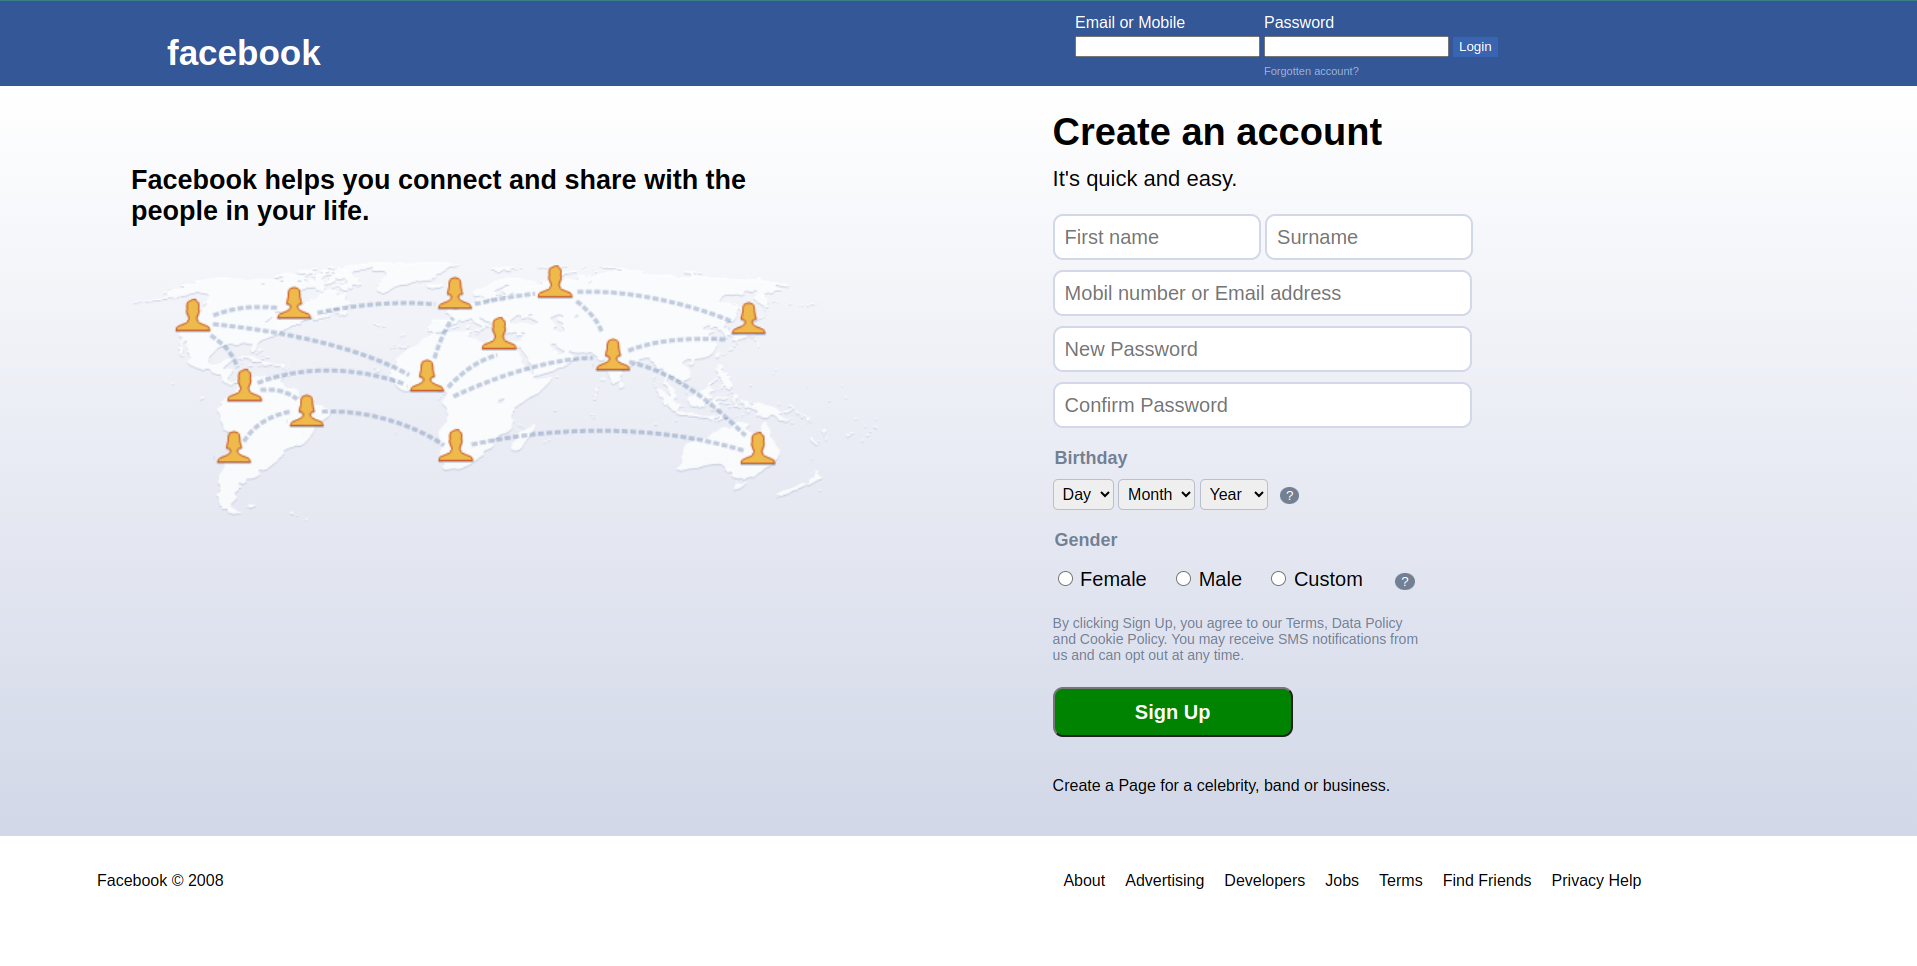 facebook
Email or Mobile Password
Login
Forgotten account?
Facebook helps you connect and share with the
people in your life.
Create an account
It's quick and easy.
First name Surname
Mobil number or Email address
New Password
Confirm Password
Birthday
Day Month Year ?
Gender
Female Male Custom ?
By clicking Sign Up, you agree to our Terms, Data Policy
and Cookie Policy. You may receive SMS notifications from
us and can opt out at any time.
Sign Up
Create a Page for a celebrity, band or business.
Facebook © 2008
About Advertising Developers Jobs Terms Find Friends Privacy Help